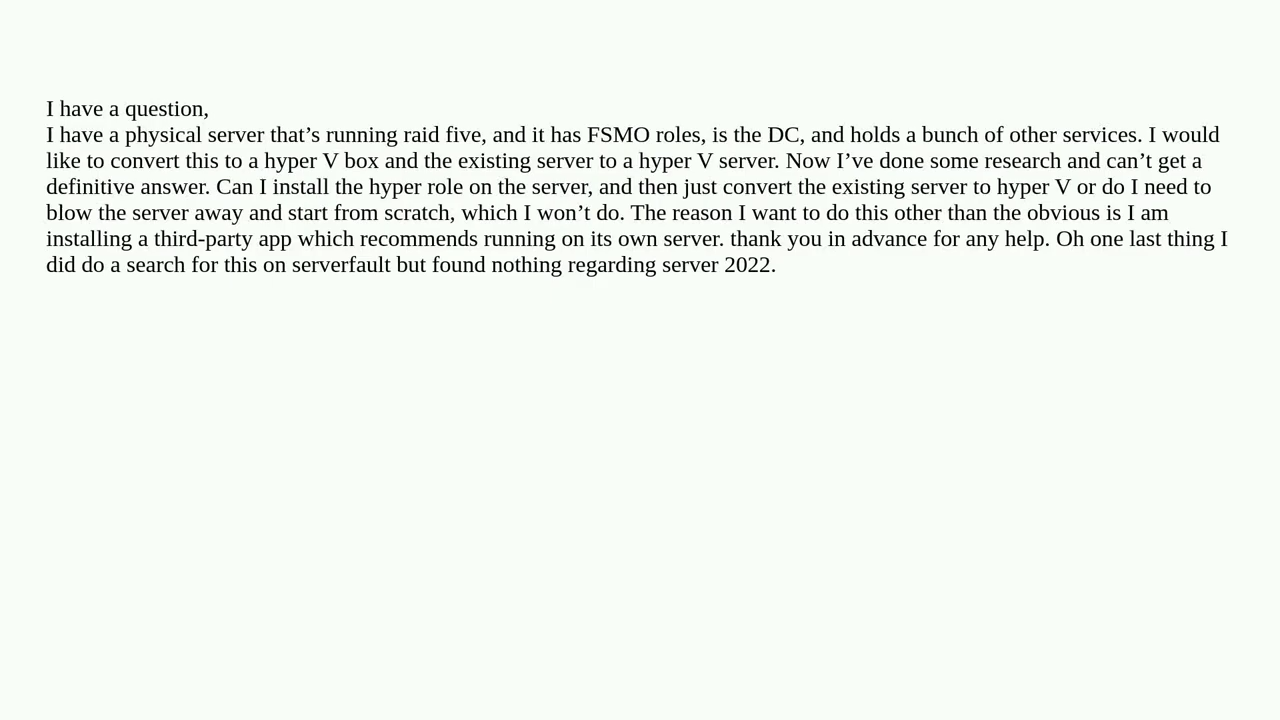 I have a question,
I have a physical server that’s running raid five, and it has FSMO roles, is the DC, and holds a bunch of other services. I would
like to convert this to a hyper V box and the existing server to a hyper V server. Now I’ve done some research and can’t get a
definitive answer. Can I install the hyper role on the server, and then just convert the existing server to hyper V or do I need to
blow the server away and start from scratch, which I won’t do. The reason I want to do this other than the obvious is I am
installing a third-party app which recommends running on its own server. thank you in advance for any help. Oh one last thing I
did do a search for this on serverfault but found nothing regarding server 2022.